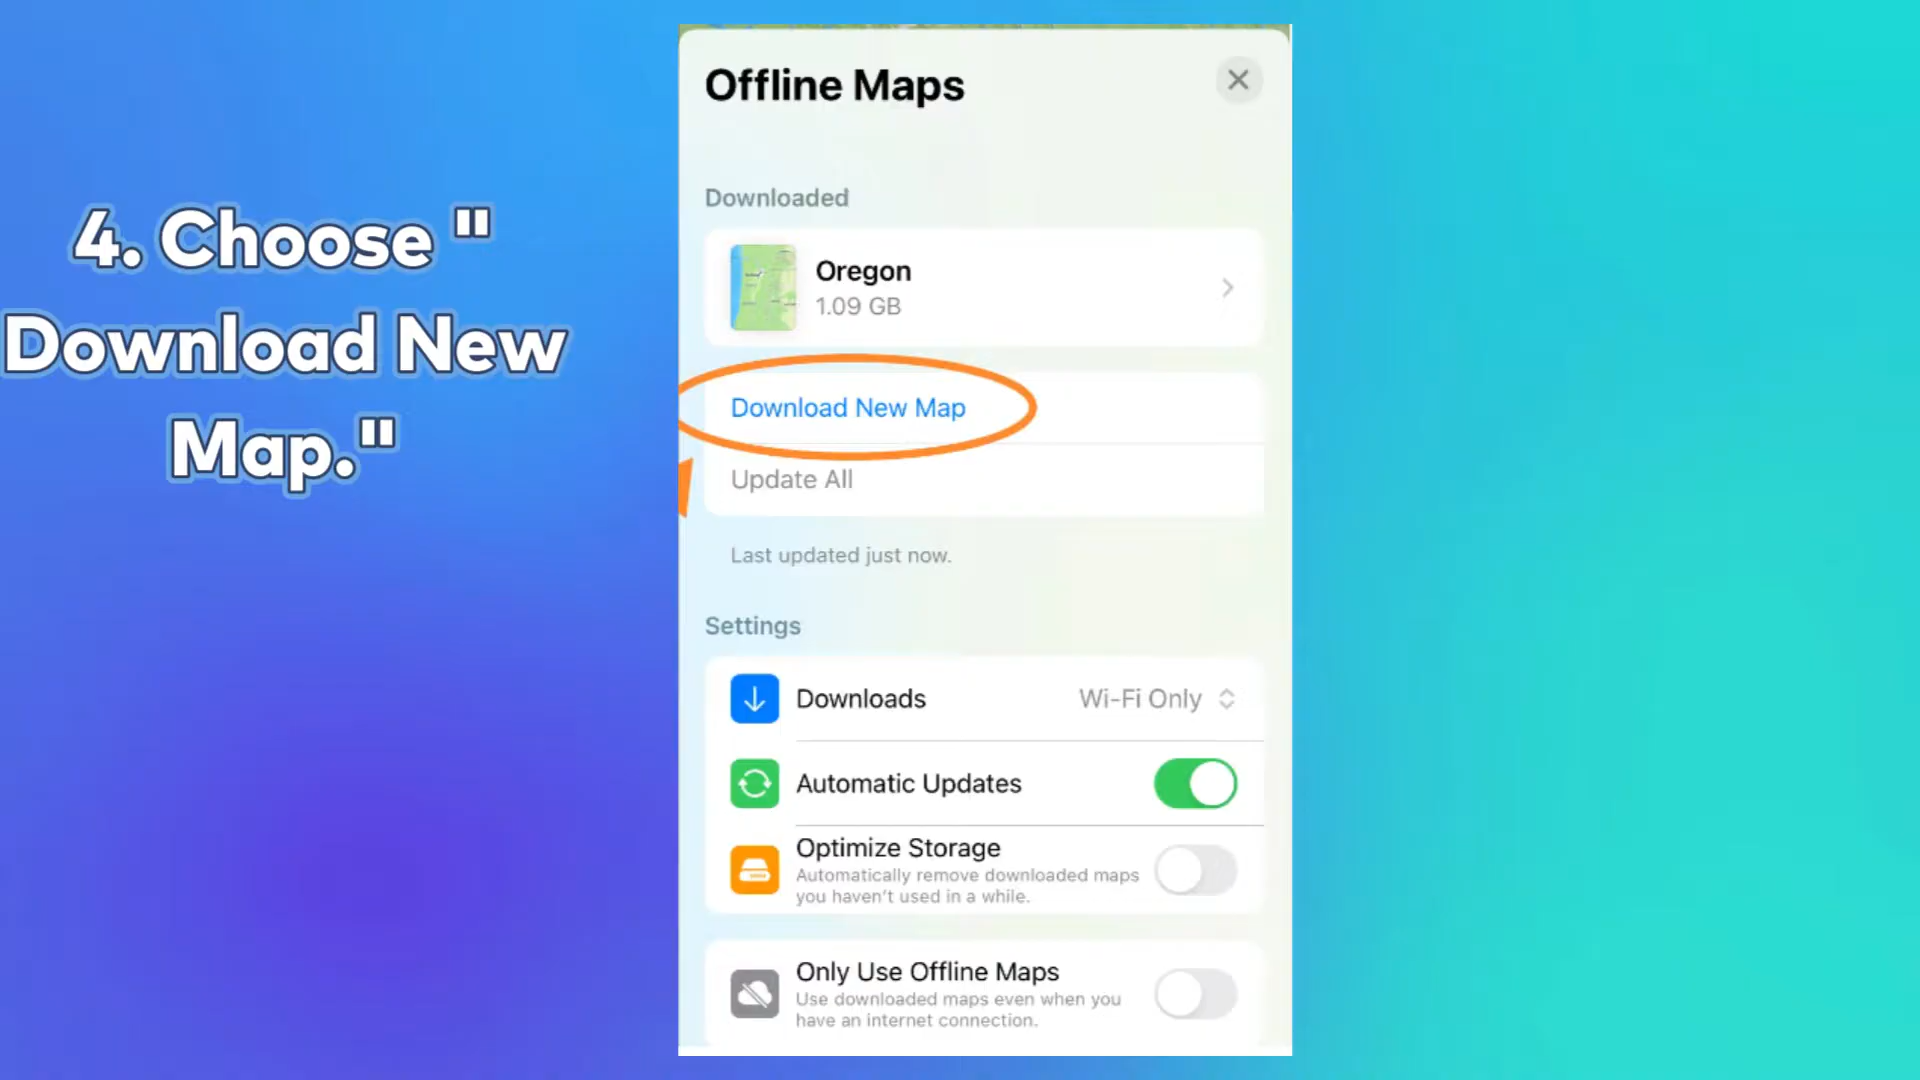 4. Choose "
Download New
Map."
Offline Maps
Downloaded
Oregon
1.09 GB
Download New Map
Update All
Last updated just now.
Settings
Downloads Wi-Fi Only
Automatic Updates
Optimize Storage
Automatically remove downloaded maps
you haven't used in a while.
Only Use Offline Maps
Use downloaded maps even when you
have an internet connection.